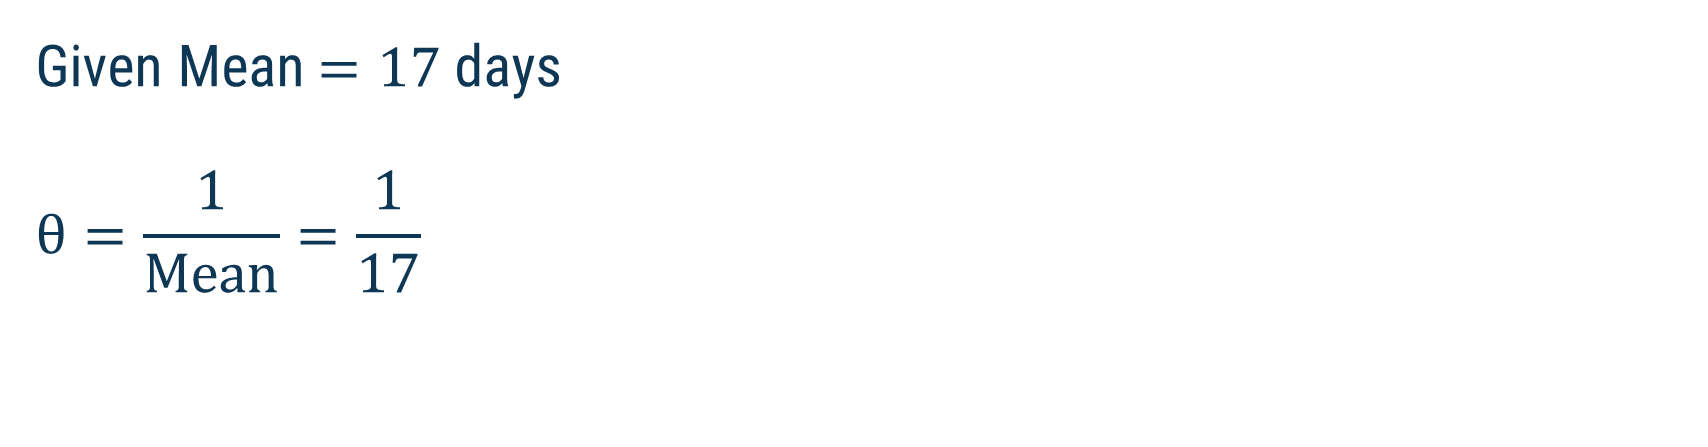 Given Mean = 17 days
θ = 1/Mean = 1/17